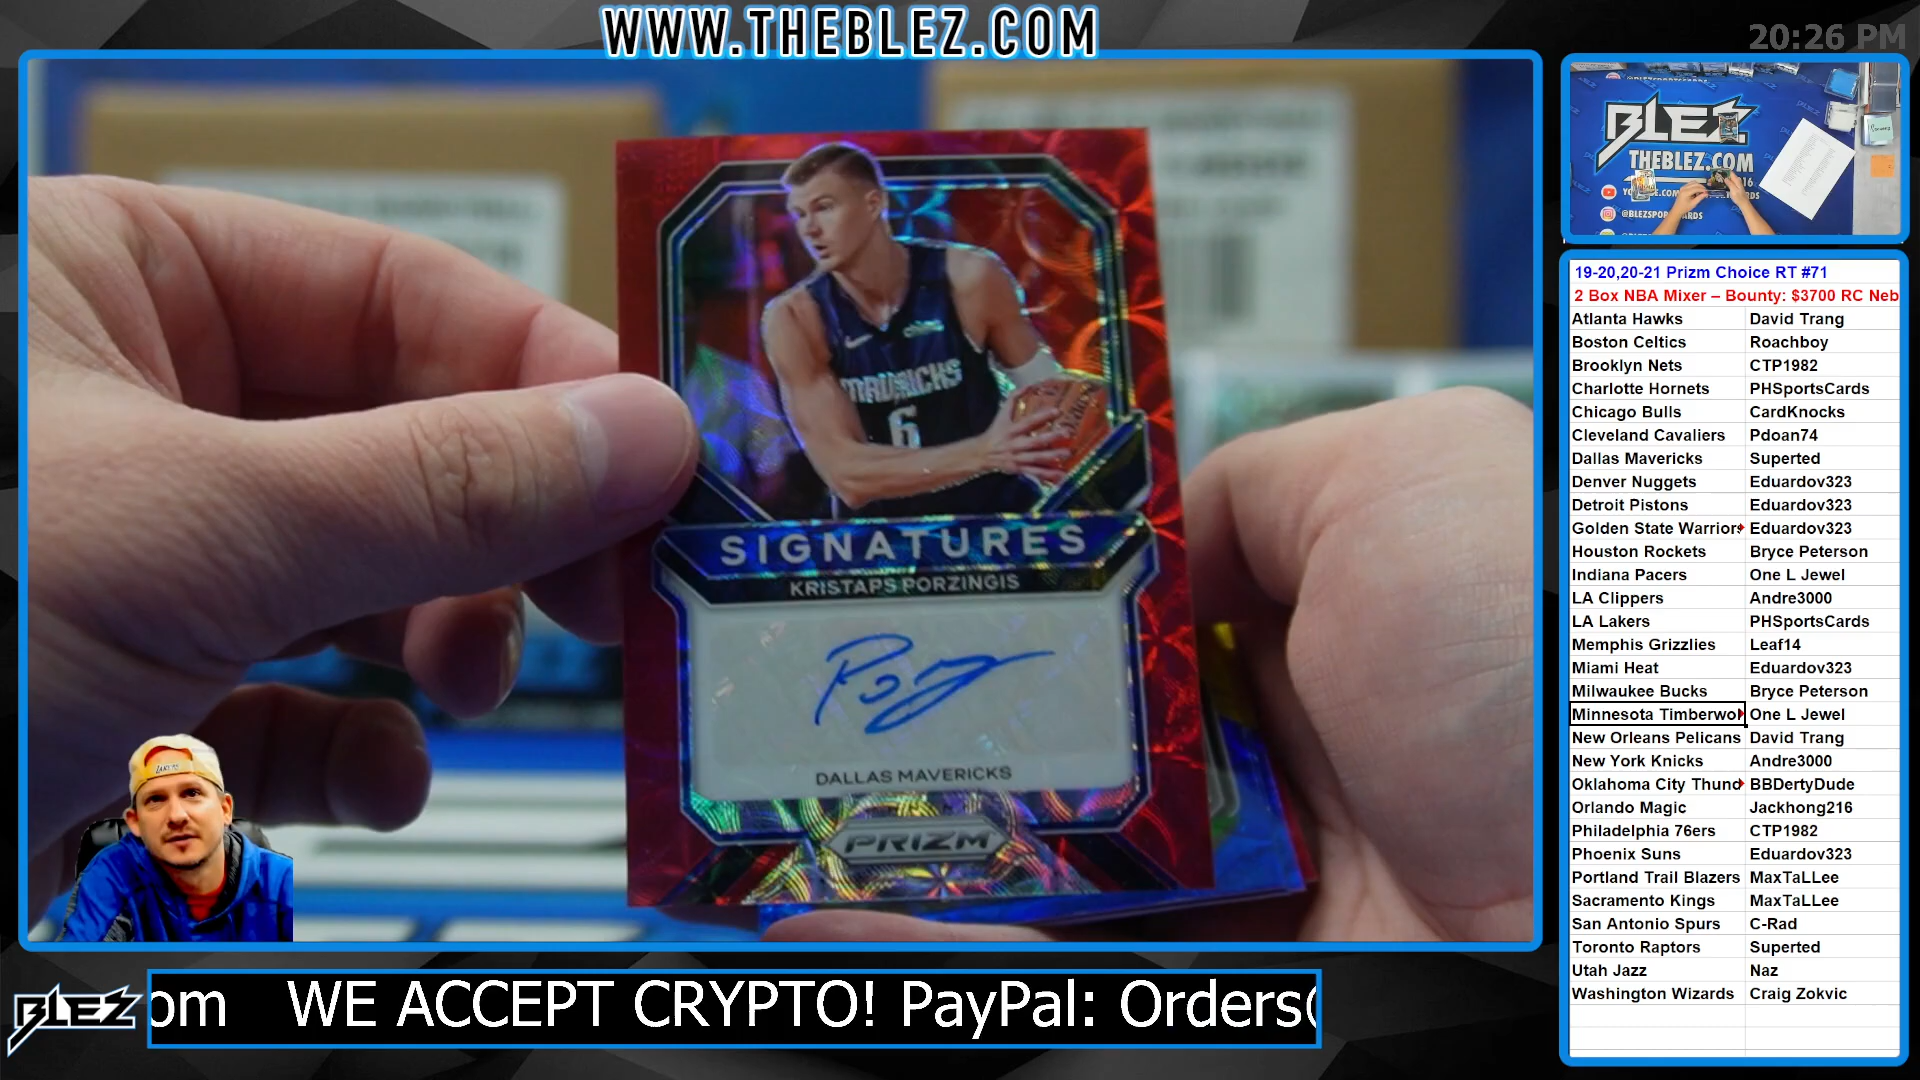 WWW.THEBLEZ.COM
20:26 PM
MAVERICKS
6
SIGNATURES
KRISTAPS PORZINGIS
DALLAS MAVERICKS
PRIZM
BLEZ
THEBLEZ.COM
BLEZ
om WE ACCEPT CRYPTO! PayPal: Orders@
19-20,20-21 Prizm Choice RT #71
2 Box NBA Mixer – Bounty: $3700 RC Neb
Atlanta Hawks David Trang
Boston Celtics Roachboy
Brooklyn Nets CTP1982
Charlotte Hornets PHSportsCards
Chicago Bulls CardKnocks
Cleveland Cavaliers Pdoan74
Dallas Mavericks Superted
Denver Nuggets Eduardov323
Detroit Pistons Eduardov323
Golden State Warriors Eduardov323
Houston Rockets Bryce Peterson
Indiana Pacers One L Jewel
LA Clippers Andre3000
LA Lakers PHSportsCards
Memphis Grizzlies Leaf14
Miami Heat Eduardov323
Milwaukee Bucks Bryce Peterson
Minnesota Timberwol One L Jewel
New Orleans Pelicans David Trang
New York Knicks Andre3000
Oklahoma City Thund BBDertyDude
Orlando Magic Jackhong216
Philadelphia 76ers CTP1982
Phoenix Suns Eduardov323
Portland Trail Blazers MaxTaLLee
Sacramento Kings MaxTaLLee
San Antonio Spurs C-Rad
Toronto Raptors Superted
Utah Jazz Naz
Washington Wizards Craig Zokvic